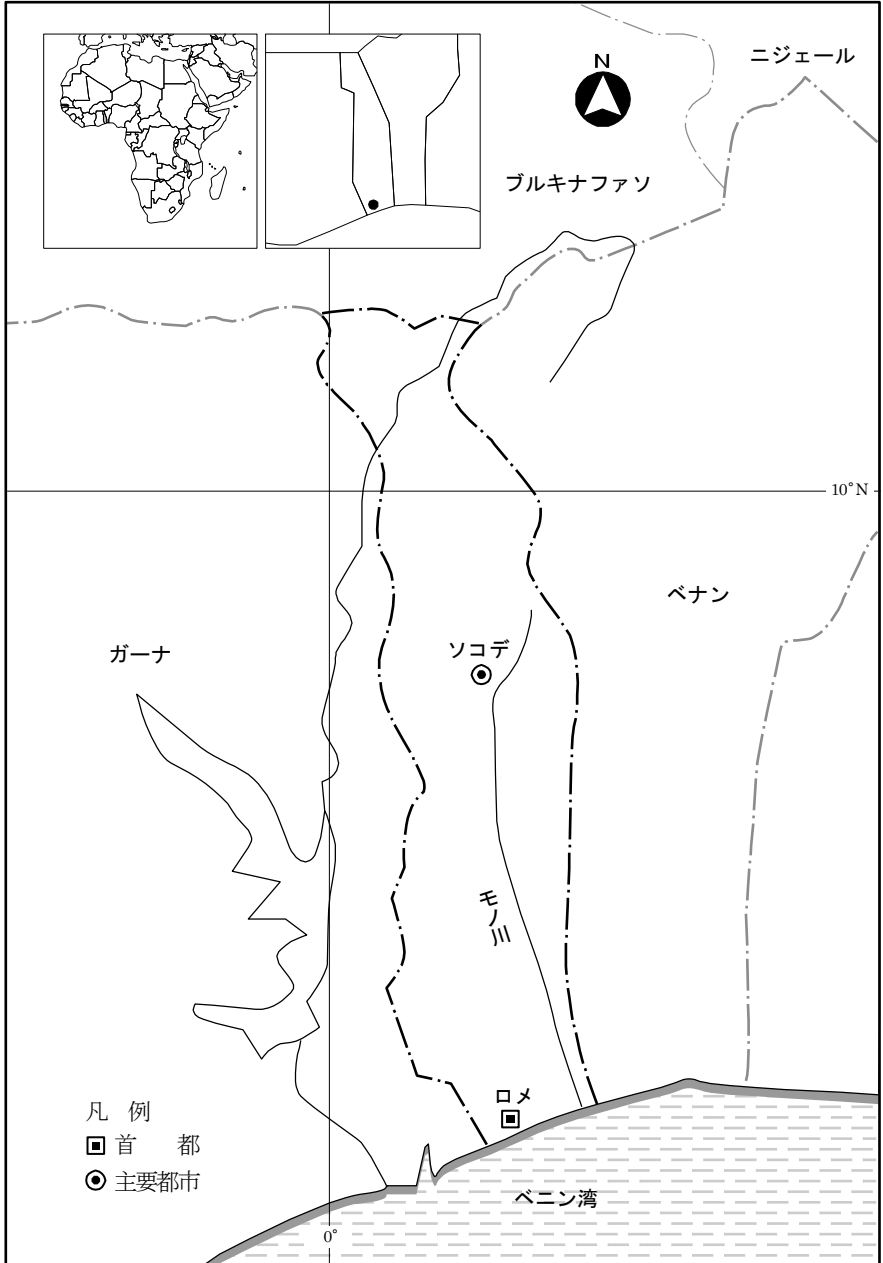 N
ニジェール
ブルキナファソ
10°N
ベナン
ガーナ
ソコデ
モノ川
ロメ
凡 例
首 都
主要都市
ベニン湾
0°